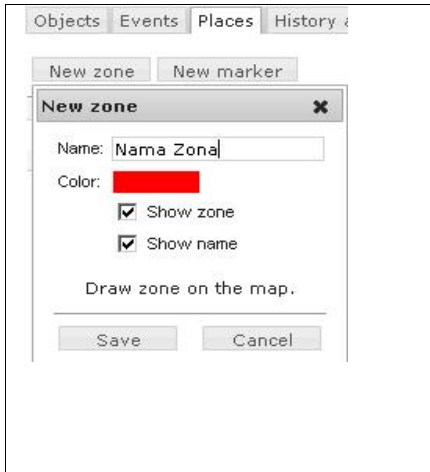 Objects Events Places History
New zone New marker
New zone
Name: Nama Zona
Color:
Show zone
Show name
Draw zone on the map.
Save Cancel